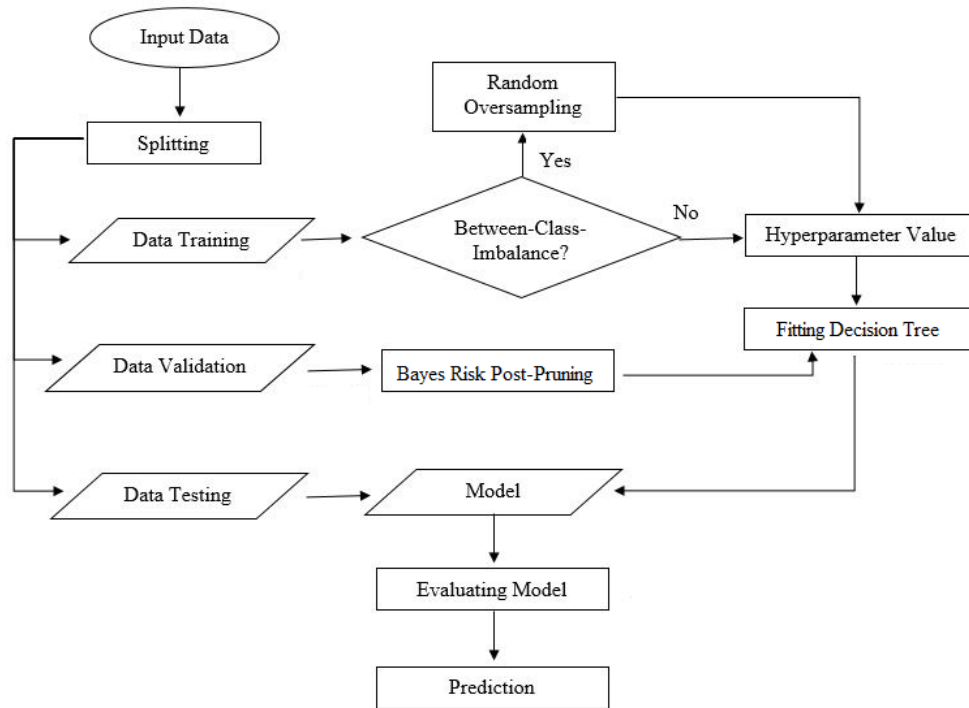 Input Data
Splitting
Random
Oversampling
Yes
Data Training
Between-Class-
Imbalance?
No
Hyperparameter Value
Fitting Decision Tree
Data Validation
Bayes Risk Post-Pruning
Data Testing
Model
Evaluating Model
Prediction